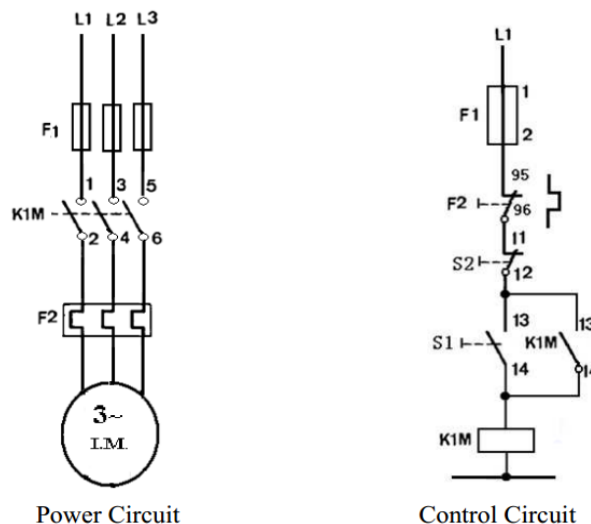 L1 L2 L3
F1
1 3 5
K1M
2 4 6
F2
3~
I.M.
Power Circuit
L1
1
F1
2
95
F2 96
11
S2
12
13 13
S1 K1M
14 14
K1M
Control Circuit